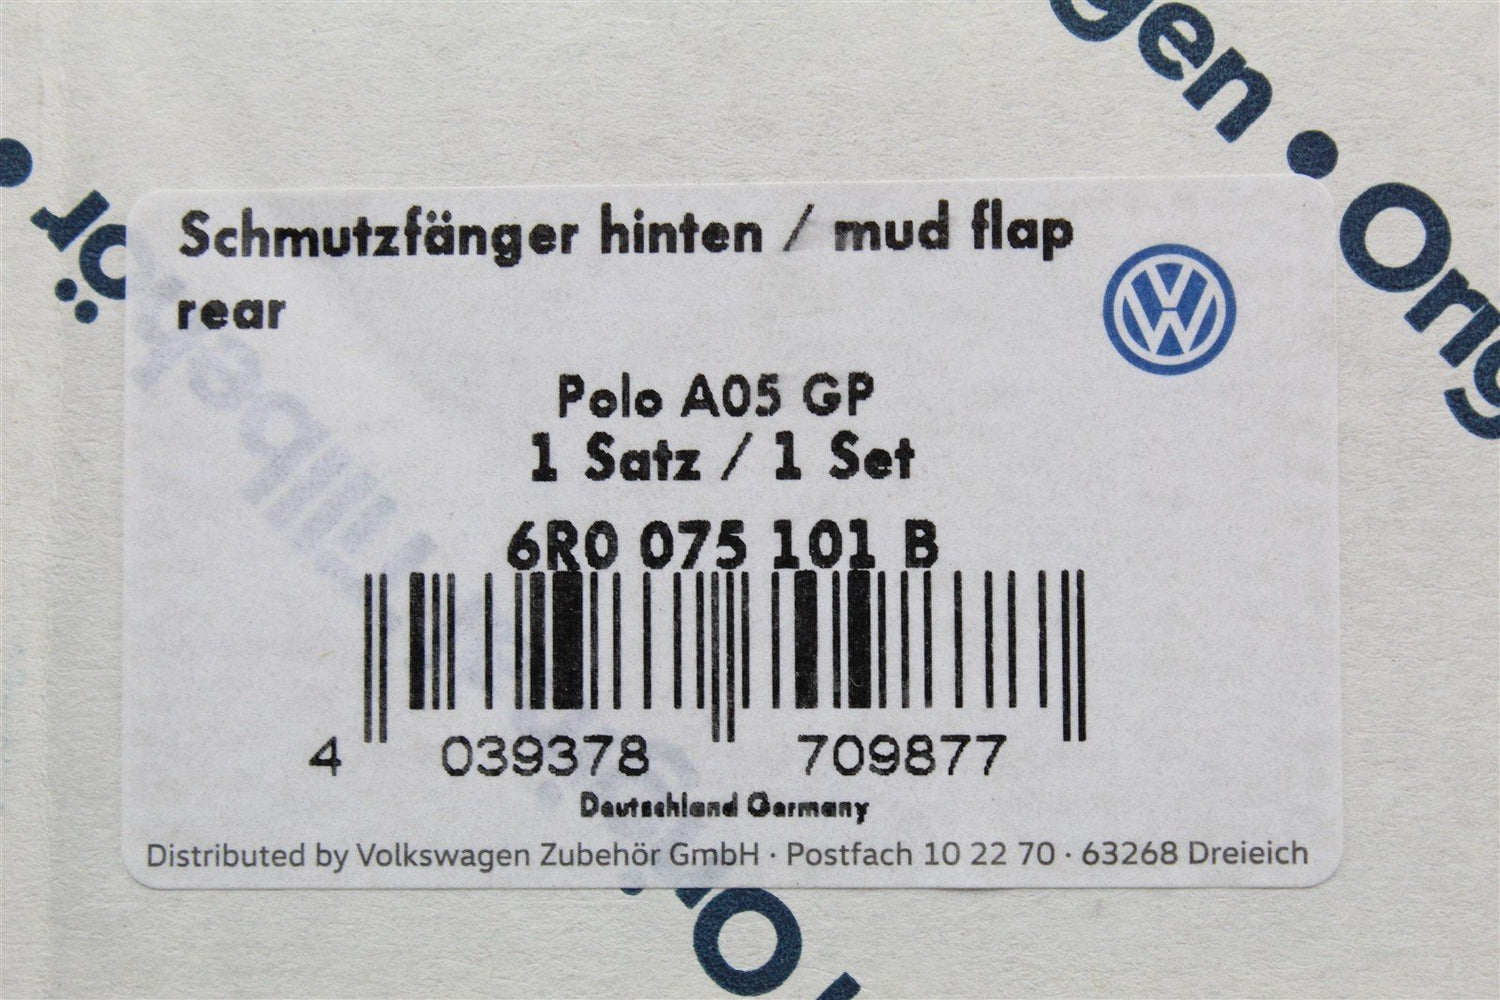 Schmutzfänger hinten / mud flap
rear
Polo A05 GP
1 Satz / 1 Set
6R0 075 101 B
4 039378 709877
Deutschland Germany
Distributed by Volkswagen Zubehör GmbH · Postfach 10 22 70 · 63268 Dreieich